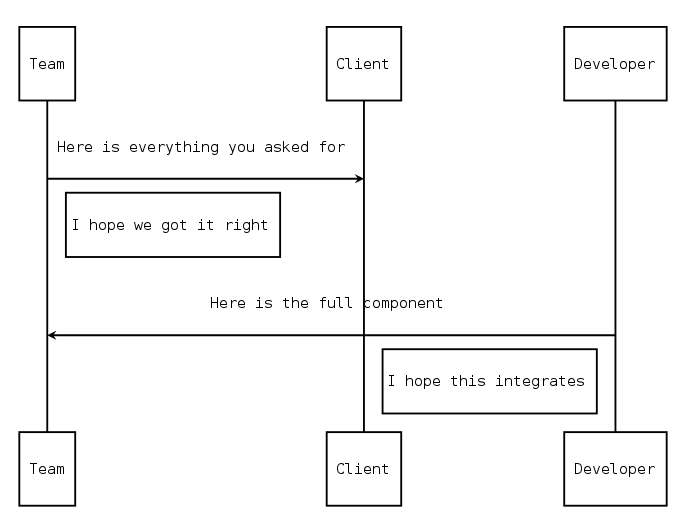 Team
Client
Developer
Here is everything you asked for
I hope we got it right
Here is the full component
I hope this integrates
Team
Client
Developer